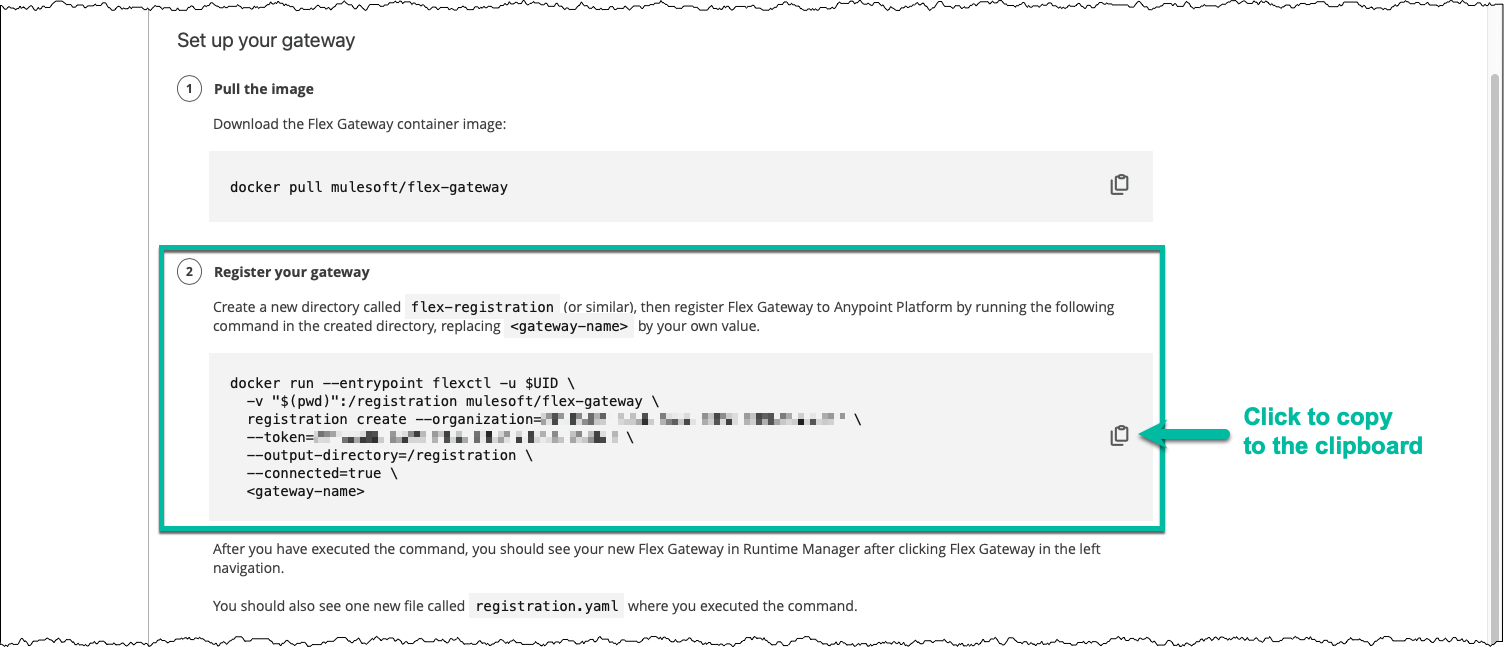 Set up your gateway
1 Pull the image
Download the Flex Gateway container image:
docker pull mulesoft/flex-gateway
2 Register your gateway
Create a new directory called flex-registration (or similar), then register Flex Gateway to Anypoint Platform by running the following
command in the created directory, replacing <gateway-name> by your own value.
docker run --entrypoint flexctl -u $UID \
-v "$(pwd)":/registration mulesoft/flex-gateway \
registration create --organization= \
--token= \
--output-directory=/registration \
--connected=true \
<gateway-name>
Click to copy
to the clipboard
After you have executed the command, you should see your new Flex Gateway in Runtime Manager after clicking Flex Gateway in the left
navigation.
You should also see one new file called registration.yaml where you executed the command.